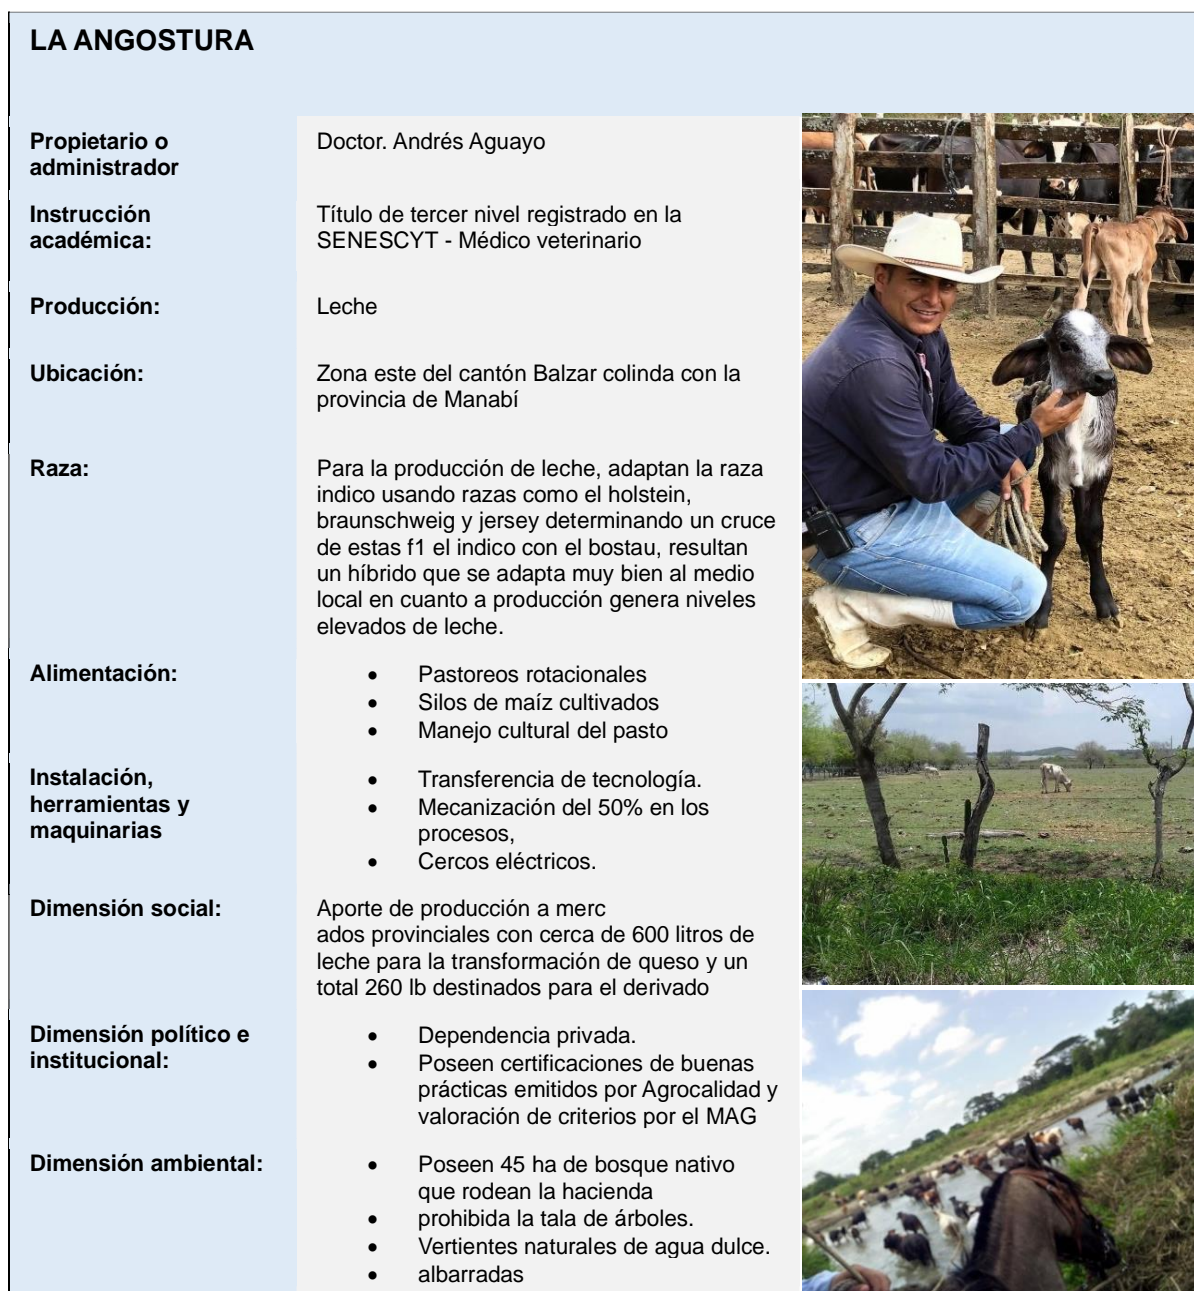 LA ANGOSTURA
Propietario o
administrador
Doctor. Andrés Aguayo
Instrucción
académica:
Título de tercer nivel registrado en la
SENESCYT - Médico veterinario
Producción:
Leche
Ubicación:
Zona este del cantón Balzar colinda con la
provincia de Manabí
Raza:
Para la producción de leche, adaptan la raza
indico usando razas como el holstein,
braunschweig y jersey determinando un cruce
de estas f1 el indico con el bostau, resultan
un híbrido que se adapta muy bien al medio
local en cuanto a producción genera niveles
elevados de leche.
Alimentación:
• Pastoreos rotacionales
• Silos de maíz cultivados
• Manejo cultural del pasto
Instalación,
herramientas y
maquinarias
• Transferencia de tecnología.
• Mecanización del 50% en los
procesos,
• Cercos eléctricos.
Dimensión social:
Aporte de producción a merc
ados provinciales con cerca de 600 litros de
leche para la transformación de queso y un
total 260 lb destinados para el derivado
Dimensión político e
institucional:
• Dependencia privada.
• Poseen certificaciones de buenas
prácticas emitidos por Agrocalidad y
valoración de criterios por el MAG
Dimensión ambiental:
• Poseen 45 ha de bosque nativo
que rodean la hacienda
• prohibida la tala de árboles.
• Vertientes naturales de agua dulce.
• albarradas